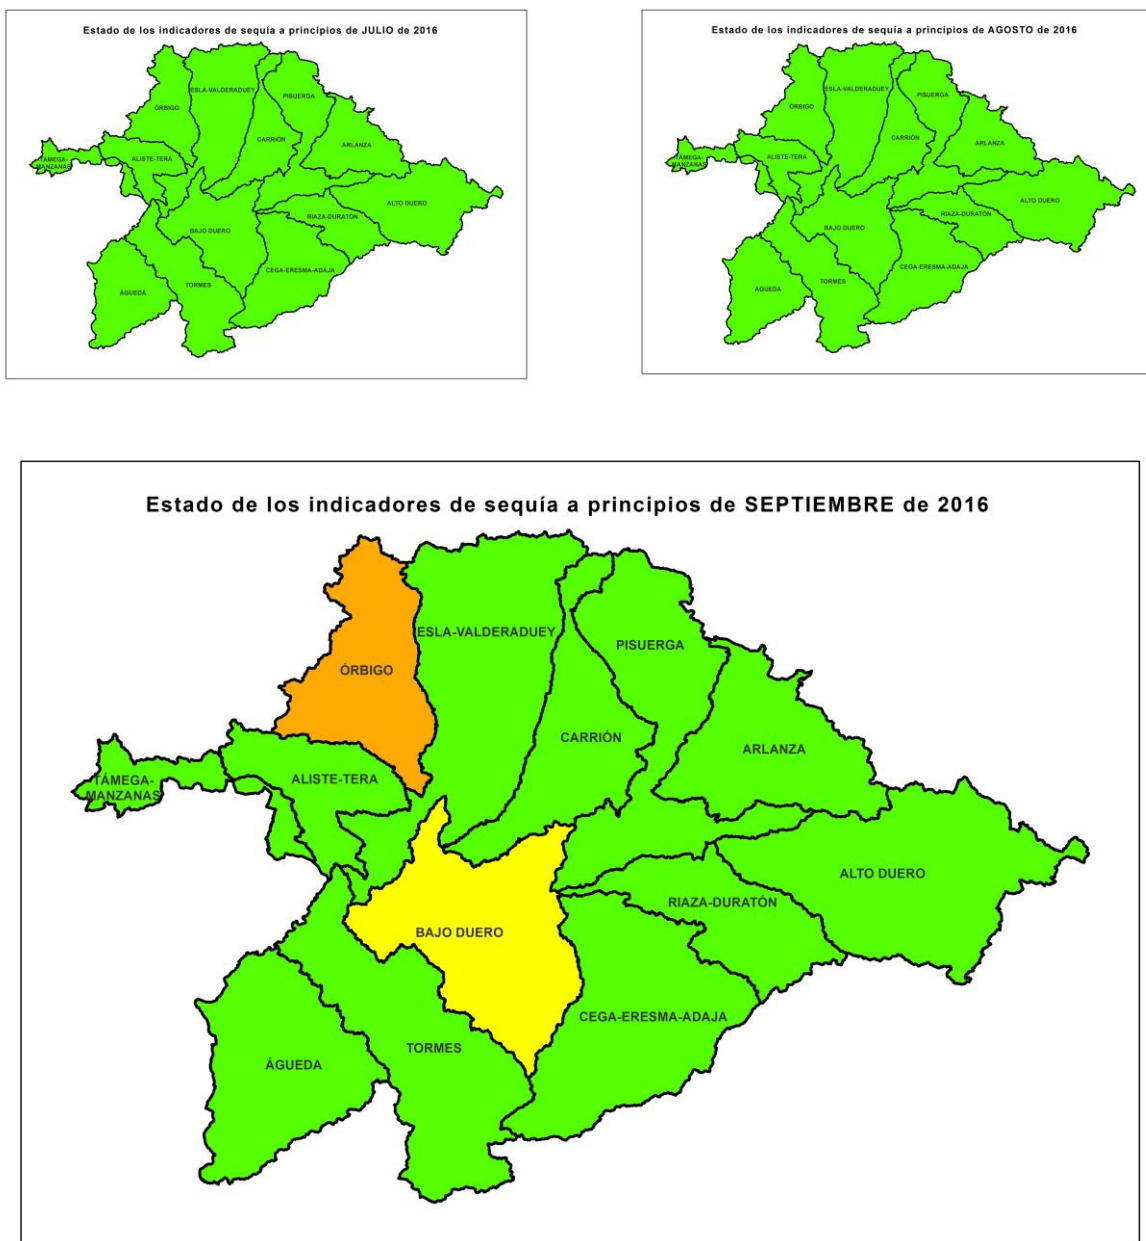 Estado de los indicadores de sequía a principios de JULIO de 2016
ESLA-VALDERADUEY
PISUERGA
ÓRBIGO
CARRIÓN
ARLANZA
TÁMEGA-
MANZANAS
ALISTE-TERA
ALTO DUERO
RIAZA-DURATÓN
BAJO DUERO
CEGA-ERESMA-ADAJA
TORMES
ÁGUEDA
Estado de los indicadores de sequía a principios de AGOSTO de 2016
ESLA-VALDERADUEY
PISUERGA
ÓRBIGO
CARRIÓN
ARLANZA
TÁMEGA-
MANZANAS
ALISTE-TERA
ALTO DUERO
RIAZA-DURATÓN
BAJO DUERO
CEGA-ERESMA-ADAJA
TORMES
ÁGUEDA
Estado de los indicadores de sequía a principios de SEPTIEMBRE de 2016
ESLA-VALDERADUEY
PISUERGA
ÓRBIGO
CARRIÓN
ARLANZA
TÁMEGA-
MANZANAS
ALISTE-TERA
ALTO DUERO
RIAZA-DURATÓN
BAJO DUERO
CEGA-ERESMA-ADAJA
TORMES
ÁGUEDA